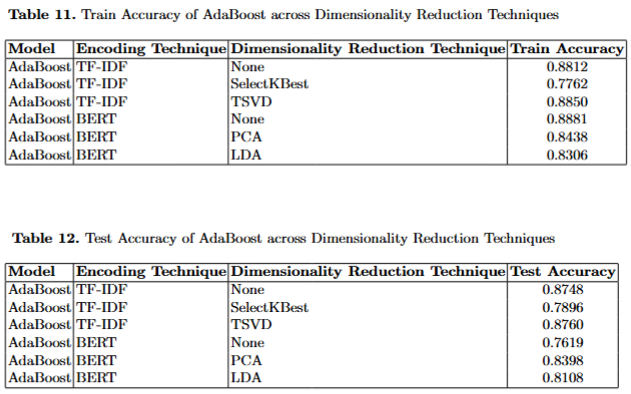 Table 11. Train Accuracy of AdaBoost across Dimensionality Reduction Techniques
Model Encoding Technique Dimensionality Reduction Technique Train Accuracy
AdaBoost TF-IDF None 0.8812
AdaBoost TF-IDF SelectKBest 0.7762
AdaBoost TF-IDF TSVD 0.8850
AdaBoost BERT None 0.8881
AdaBoost BERT PCA 0.8438
AdaBoost BERT LDA 0.8306
Table 12. Test Accuracy of AdaBoost across Dimensionality Reduction Techniques
Model Encoding Technique Dimensionality Reduction Technique Test Accuracy
AdaBoost TF-IDF None 0.8748
AdaBoost TF-IDF SelectKBest 0.7896
AdaBoost TF-IDF TSVD 0.8760
AdaBoost BERT None 0.7619
AdaBoost BERT PCA 0.8398
AdaBoost BERT LDA 0.8108